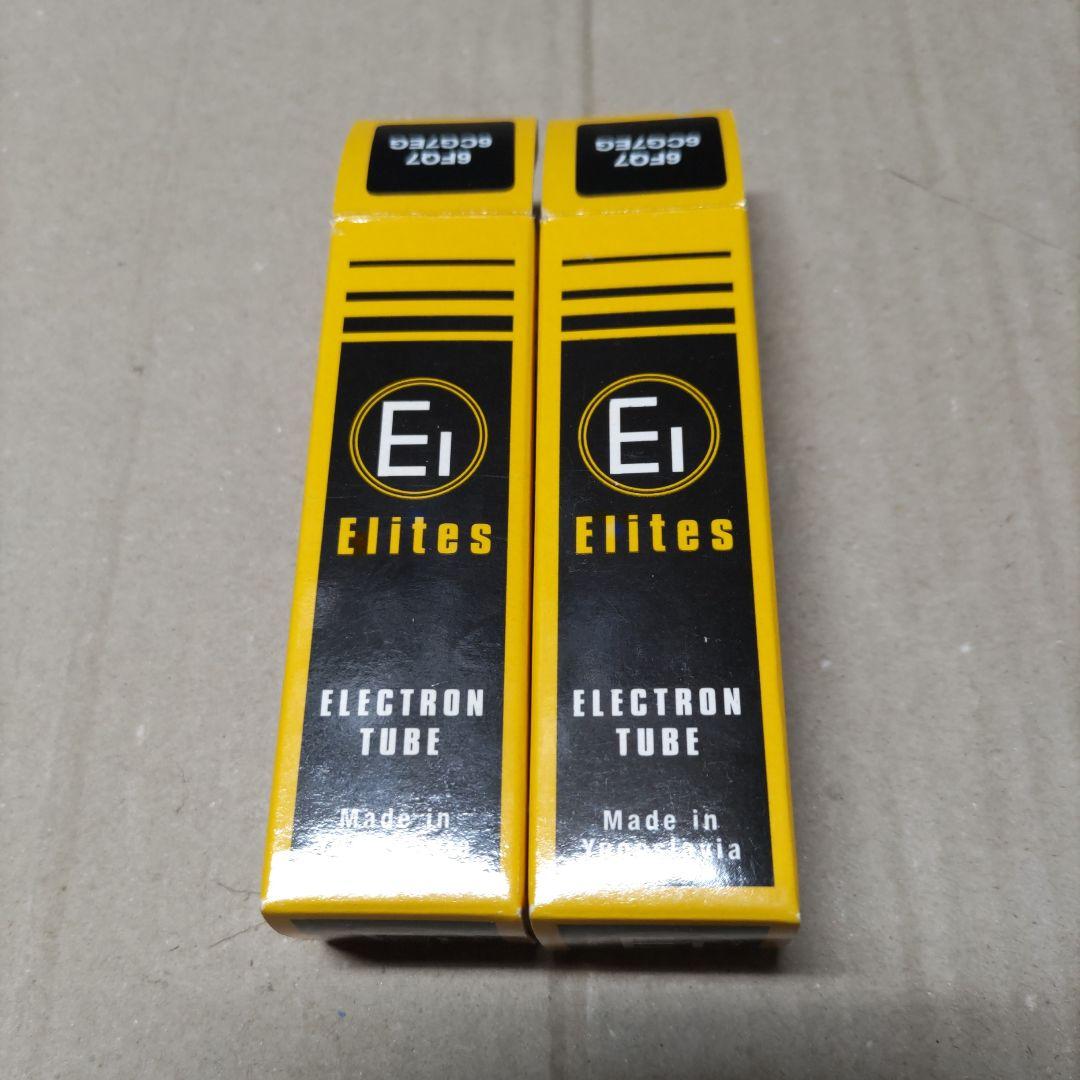 6FQ7
6CG7EG
6FQ7
6CG7EG
EI
Elites
ELECTRON
TUBE
Made in
EI
Elites
ELECTRON
TUBE
Made in
Yugoslavia